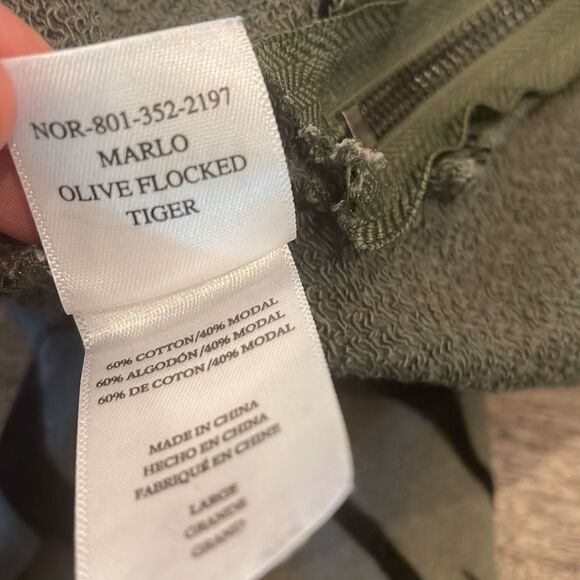 NOR-801-352-2197
MARLO
OLIVE FLOCKED
TIGER
60% COTTON/40% MODAL
60% ALGODÓN/40% MODAL
60% DE COTON/40% MODAL
MADE IN CHINA
HECHO EN CHINA
FABRIQUÉ EN CHINE
LARGE
GRANDE
GRAND